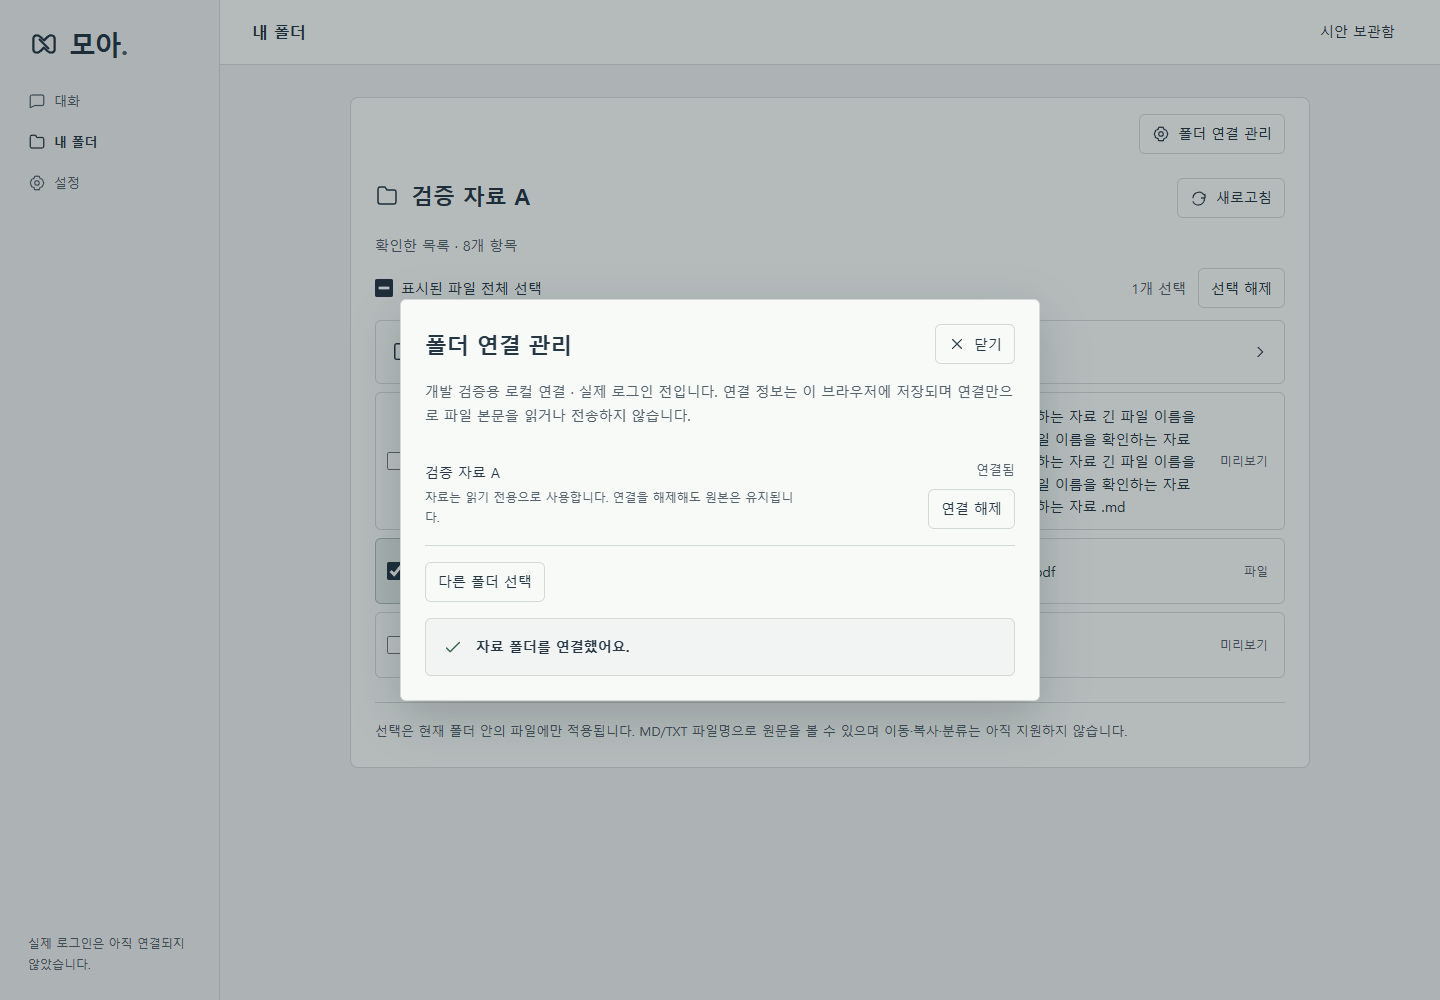 모아.
대화
내 폴더
설정
실제 로그인은 아직 연결되지
않았습니다.
내 폴더
시안 보관함
폴더 연결 관리
검증 자료 A
새로고침
확인한 목록 · 8개 항목
표시된 파일 전체 선택
1개 선택
선택 해제
하는 자료 긴 파일 이름을
일 이름을 확인하는 자료
하는 자료 긴 파일 이름을
일 이름을 확인하는 자료
하는 자료 .md
미리보기
pdf
파일
미리보기
폴더 연결 관리
닫기
개발 검증용 로컬 연결 · 실제 로그인 전입니다. 연결 정보는 이 브라우저에 저장되며 연결만으
로 파일 본문을 읽거나 전송하지 않습니다.
검증 자료 A
연결됨
자료는 읽기 전용으로 사용합니다. 연결을 해제해도 원본은 유지됩니
다.
연결 해제
다른 폴더 선택
자료 폴더를 연결했어요.
선택은 현재 폴더 안의 파일에만 적용됩니다. MD/TXT 파일명으로 원문을 볼 수 있으며 이동·복사·분류는 아직 지원하지 않습니다.